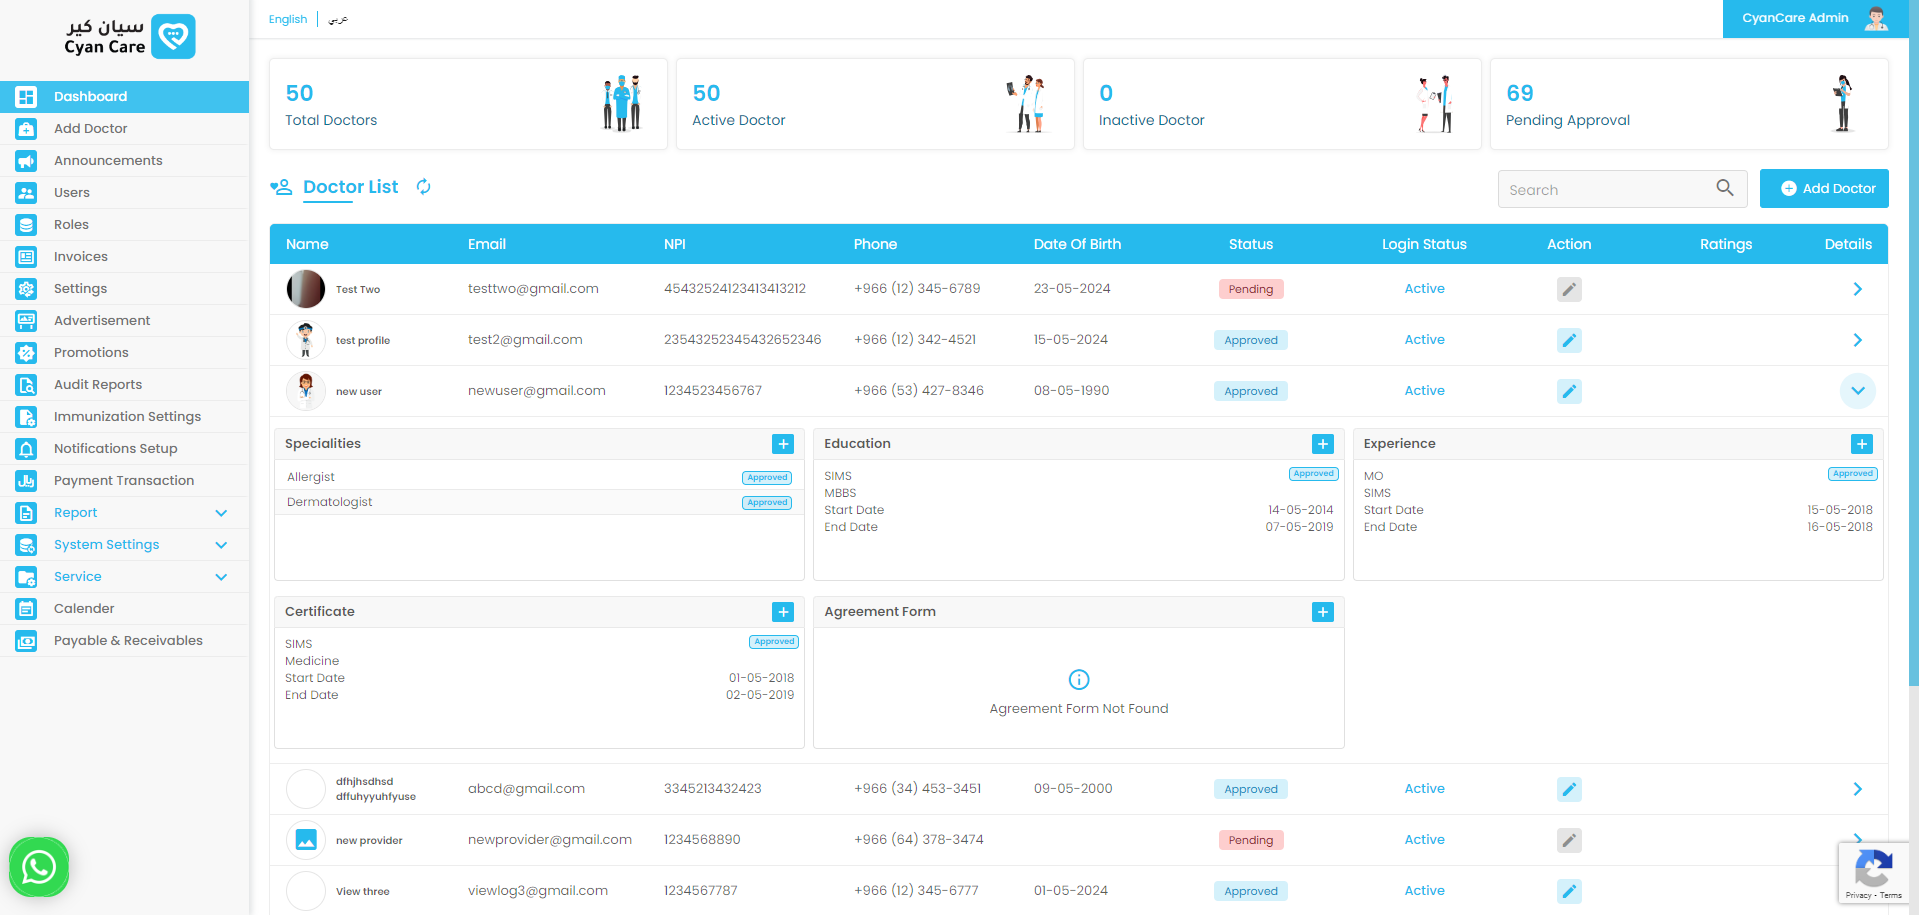 سيان كير
Cyan Care
English
عربي
CyanCare Admin
Dashboard
Add Doctor
Announcements
Users
Roles
Invoices
Settings
Advertisement
Promotions
Audit Reports
Immunization Settings
Notifications Setup
Payment Transaction
Report
System Settings
Service
Calender
Payable & Receivables
50
Total Doctors
50
Active Doctor
0
Inactive Doctor
69
Pending Approval
Doctor List
Search
Add Doctor
Name Email NPI Phone Date Of Birth Status Login Status Action Ratings Details
Test Two testtwo@gmail.com 45432524123413413212 +966 (12) 345-6789 23-05-2024 Pending Active
test profile test2@gmail.com 23543252345432652346 +966 (12) 342-4521 15-05-2024 Approved Active
new user newuser@gmail.com 1234523456767 +966 (53) 427-8346 08-05-1990 Approved Active
Specialities
Allergist Approved
Dermatologist Approved
Education
SIMS Approved
MBBS
Start Date 14-05-2014
End Date 07-05-2019
Experience
MO Approved
SIMS
Start Date 15-05-2018
End Date 16-05-2018
Certificate
SIMS Approved
Medicine
Start Date 01-05-2018
End Date 02-05-2019
Agreement Form
Agreement Form Not Found
dfhjhsdhsd
dffuhyyuhfyuse abcd@gmail.com 3345213432423 +966 (34) 453-3451 09-05-2000 Approved Active
new provider newprovider@gmail.com 1234568890 +966 (64) 378-3474 Pending Active
View three viewlog3@gmail.com 1234567787 +966 (12) 345-6777 01-05-2024 Approved Active
Privacy - Terms